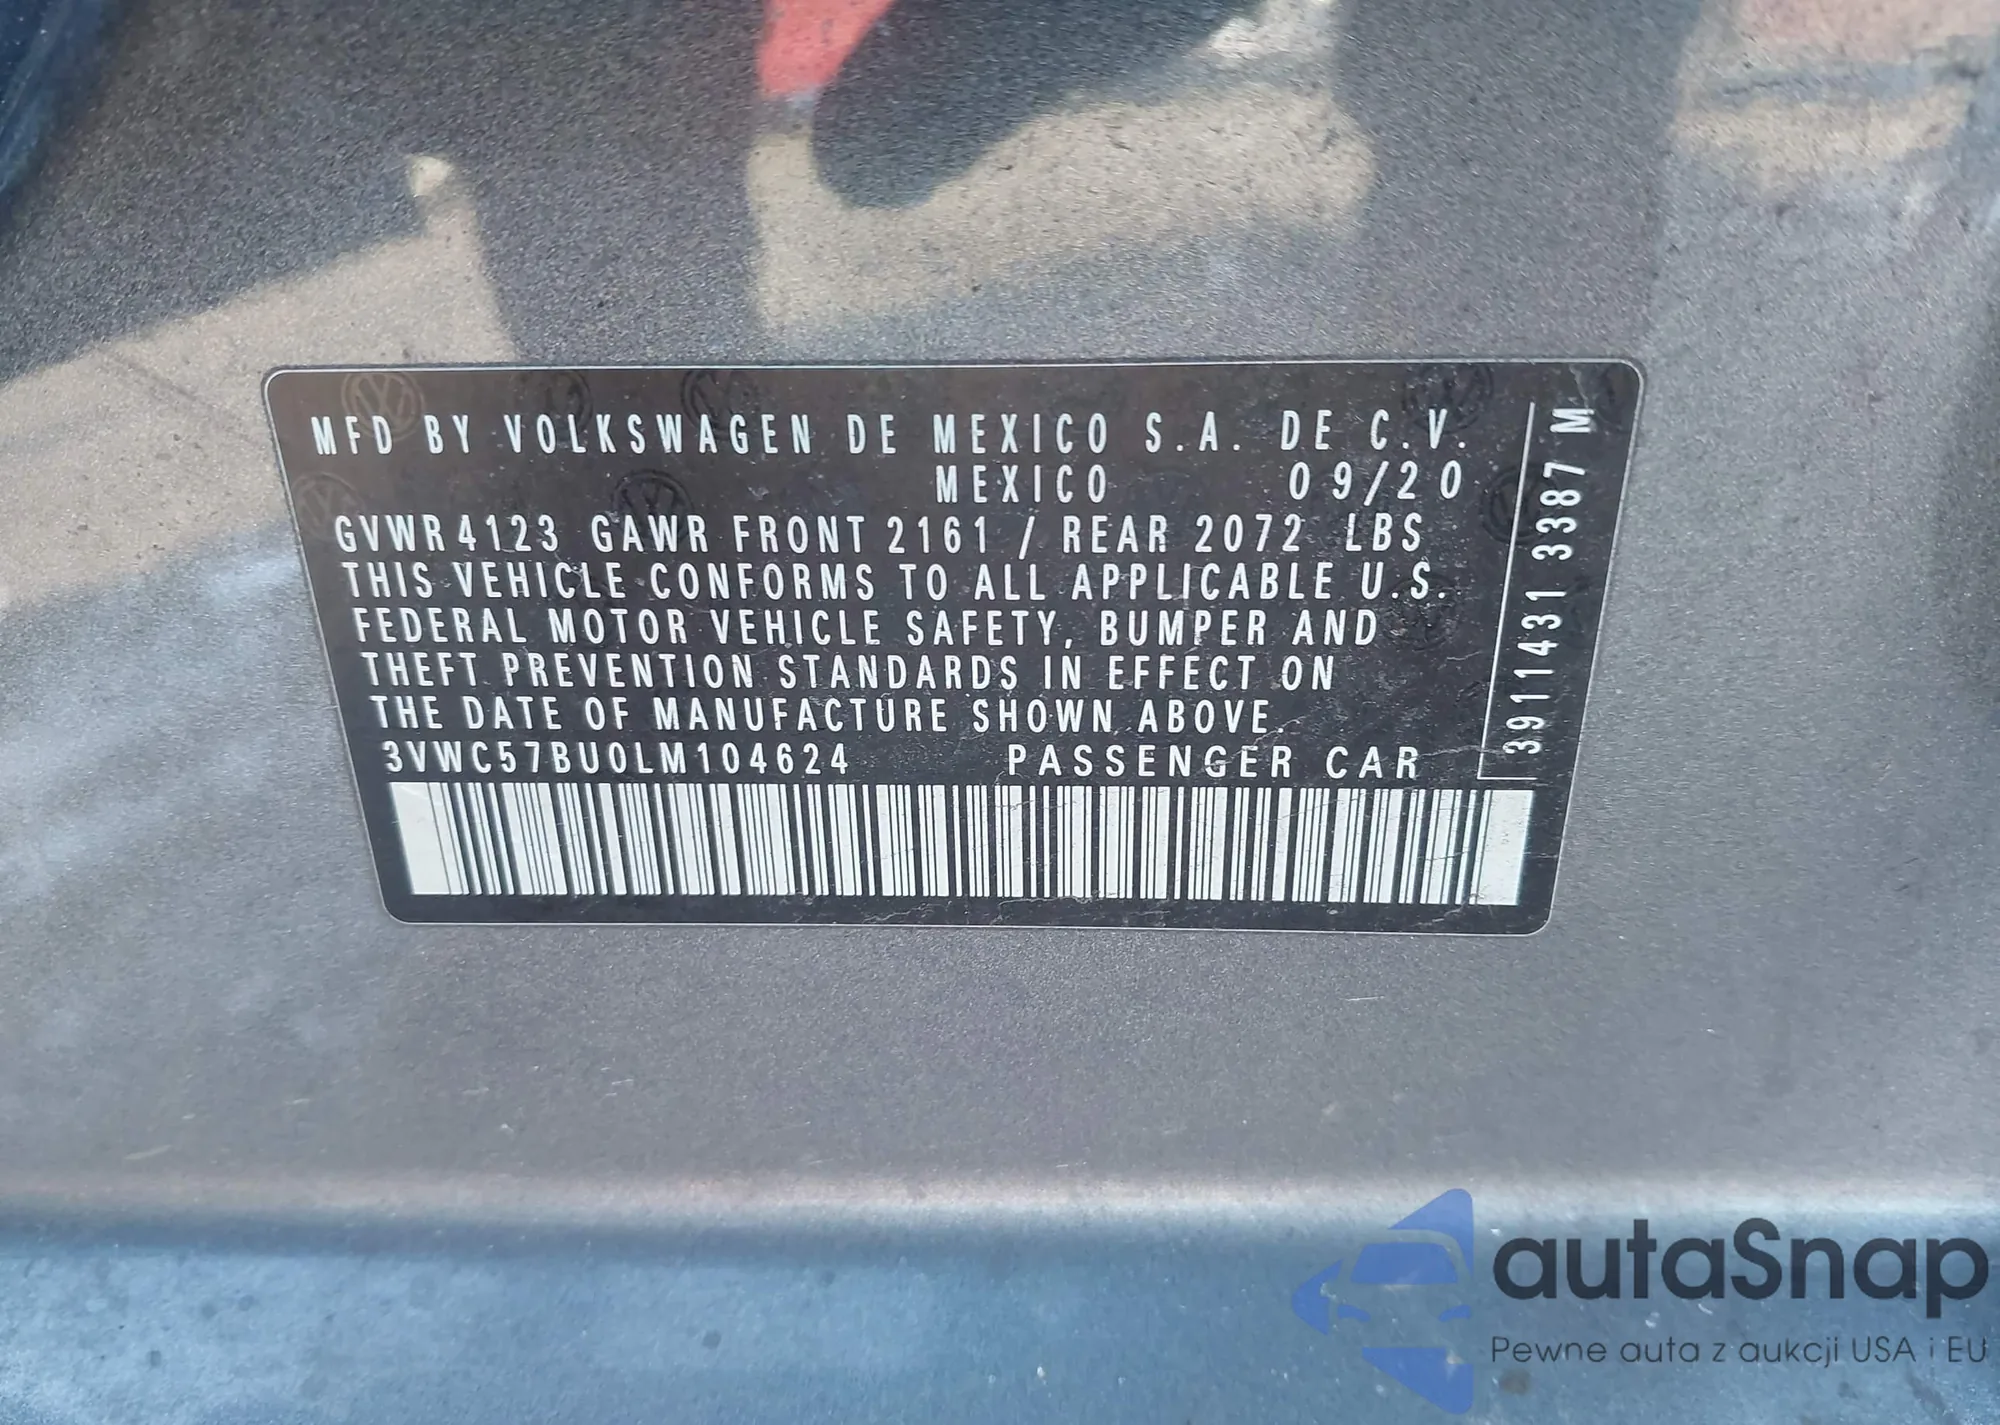 MFD BY VOLKSWAGEN DE MEXICO S.A. DE C.V.
MEXICO 09/20
GVWR 4123 GAWR FRONT 2161 / REAR 2072 LBS
THIS VEHICLE CONFORMS TO ALL APPLICABLE U.S.
FEDERAL MOTOR VEHICLE SAFETY, BUMPER AND
THEFT PREVENTION STANDARDS IN EFFECT ON
THE DATE OF MANUFACTURE SHOWN ABOVE.
3VWC57BU0LM104624 PASSENGER CAR
3911431 3387 M
autaSnap
Pewne auta z aukcji USA i EU